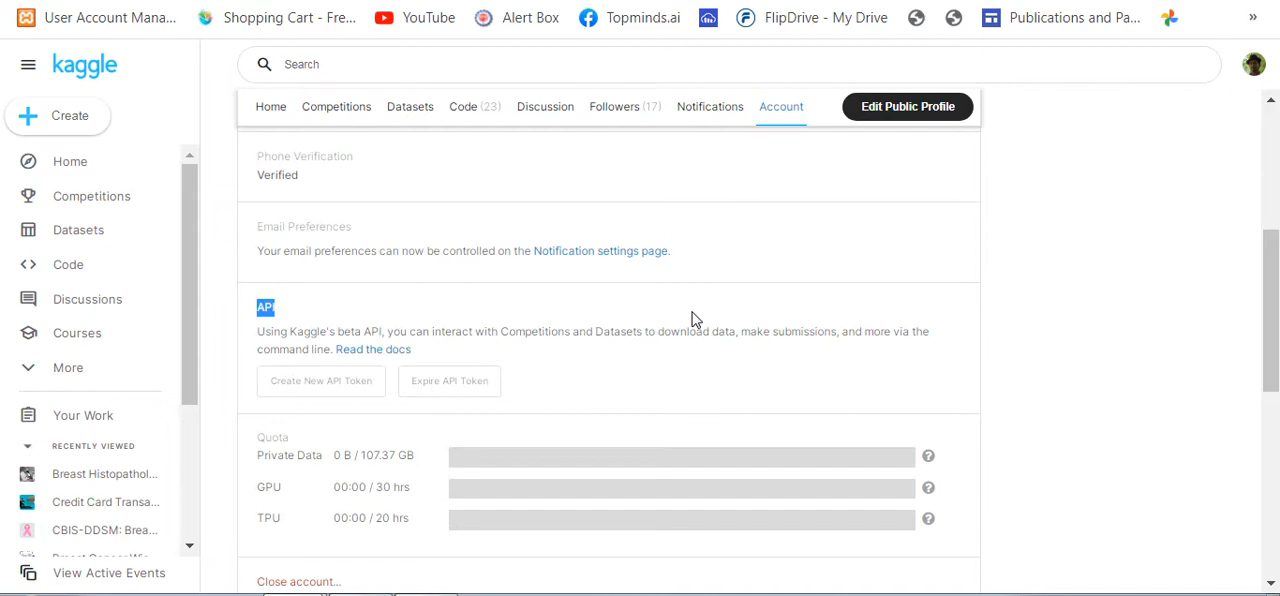 User Account Mana...
Shopping Cart - Fre...
YouTube
Alert Box
Topminds.ai
FlipDrive - My Drive
Publications and Pa...
»
kaggle
Search
Create
Home
Competitions
Datasets
Code
Discussions
Courses
More
Your Work
RECENTLY VIEWED
Breast Histopathol...
Credit Card Transa...
CBIS-DDSM: Brea...
View Active Events
Home Competitions Datasets Code (23) Discussion Followers (17) Notifications Account Edit Public Profile
Phone Verification
Verified
Email Preferences
Your email preferences can now be controlled on the Notification settings page.
API
Using Kaggle's beta API, you can interact with Competitions and Datasets to download data, make submissions, and more via the
command line. Read the docs
Create New API Token Expire API Token
Quota
Private Data 0 B / 107.37 GB ?
GPU 00:00 / 30 hrs ?
TPU 00:00 / 20 hrs ?
Close account...